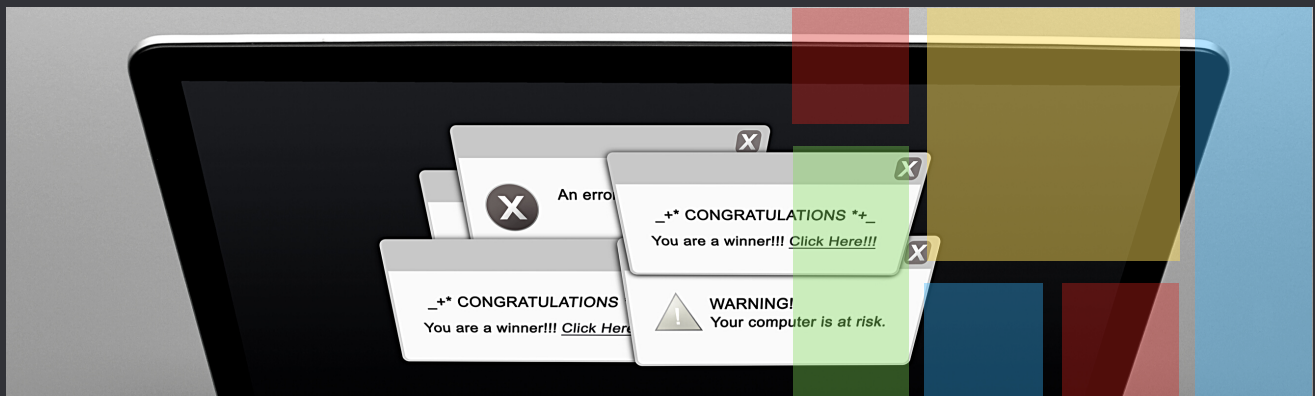 X
X
An erro
X
_+* CONGRATULATIONS *+_
You are a winner!!! Click Here!!!
X
_+* CONGRATULATIONS
You are a winner!!! Click Here
!
WARNING!
Your computer is at risk.